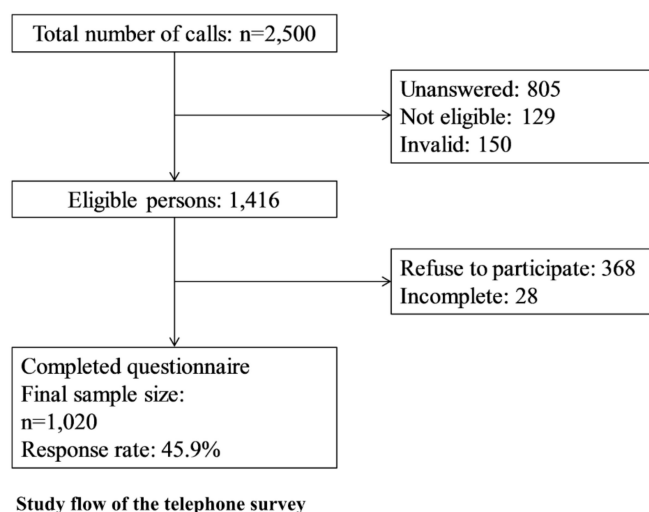 Total number of calls: n=2,500
Unanswered: 805
Not eligible: 129
Invalid: 150
Eligible persons: 1,416
Refuse to participate: 368
Incomplete: 28
Completed questionnaire
Final sample size:
n=1,020
Response rate: 45.9%
Study flow of the telephone survey